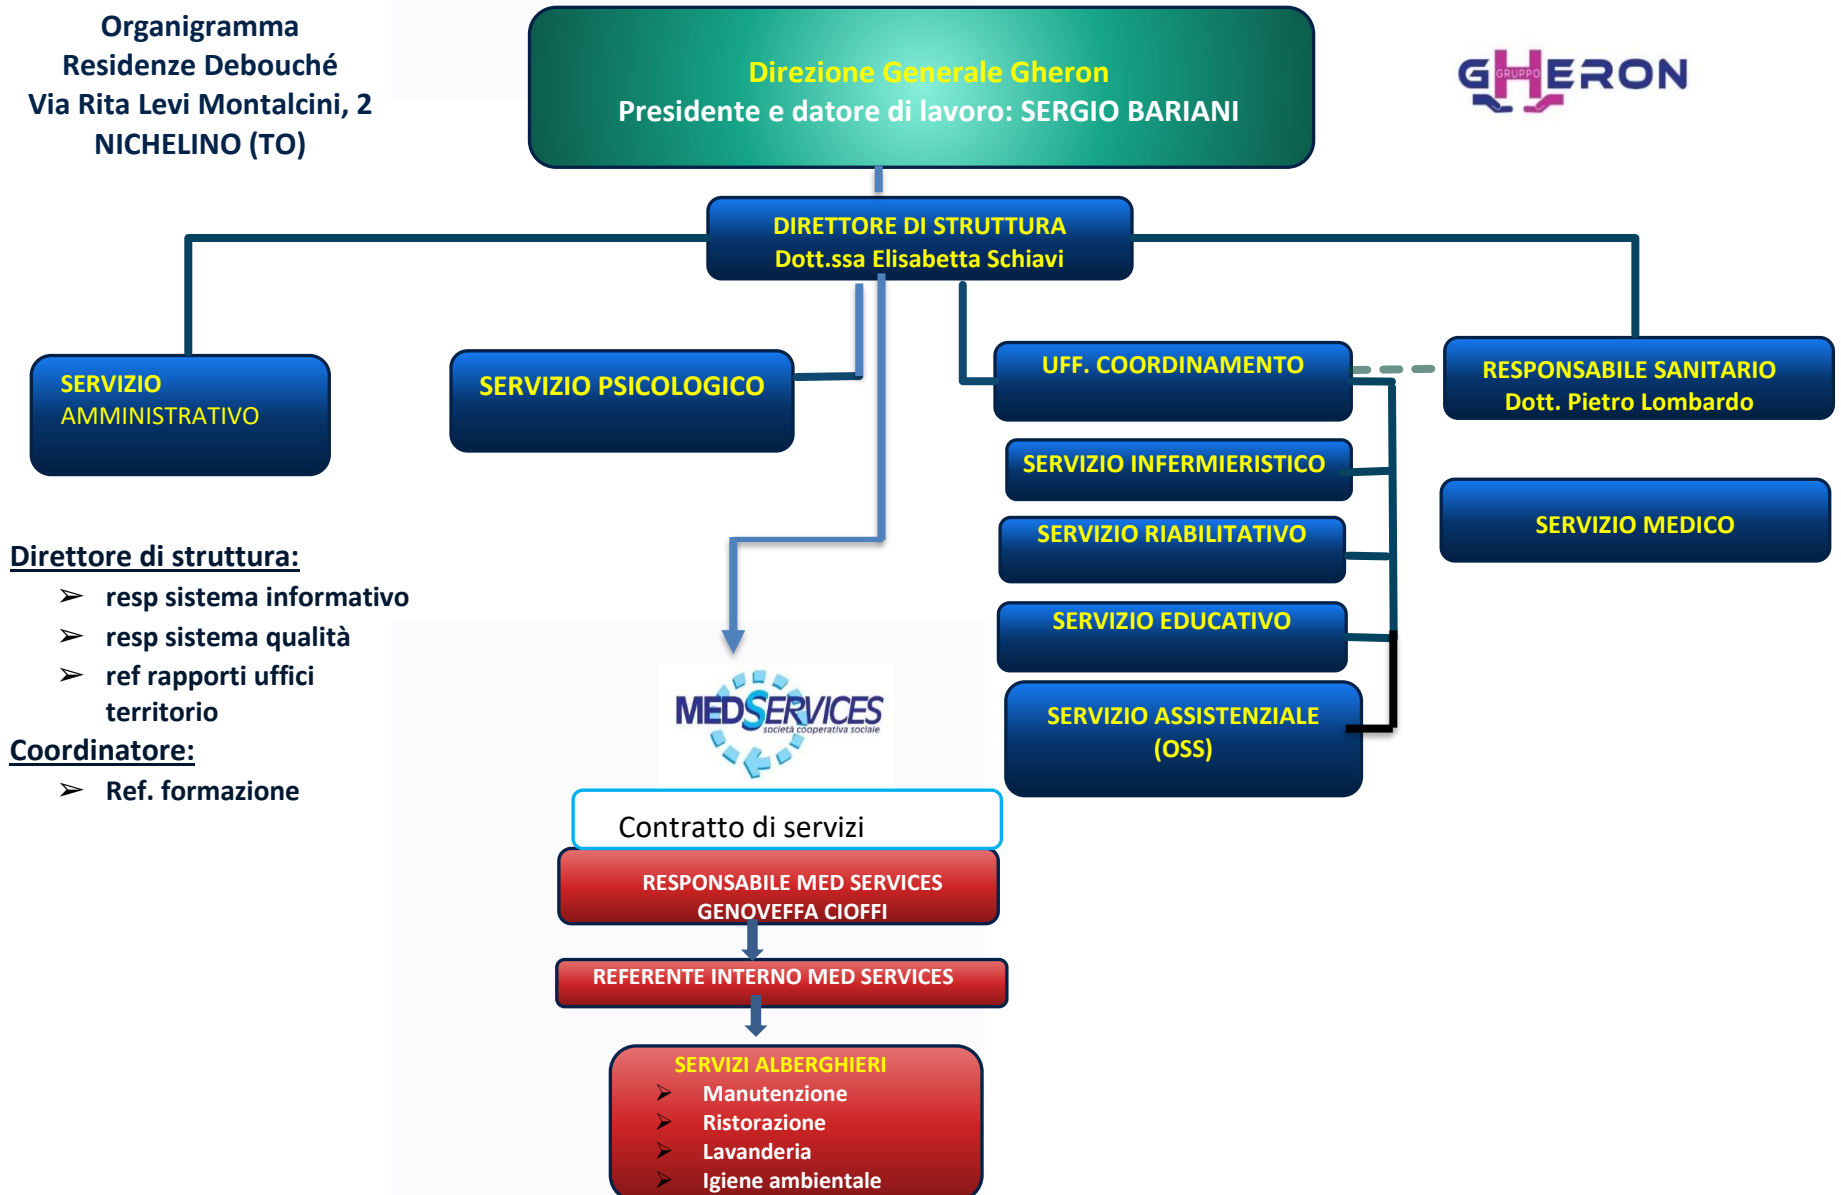 Organigramma
Residenze Debouché
Via Rita Levi Montalcini, 2
NICHELINO (TO)
Direzione Generale Gheron
Presidente e datore di lavoro: SERGIO BARIANI
GHERON
GRUPPO
DIRETTORE DI STRUTTURA
Dott.ssa Elisabetta Schiavi
SERVIZIO
AMMINISTRATIVO
SERVIZIO PSICOLOGICO
UFF. COORDINAMENTO
RESPONSABILE SANITARIO
Dott. Pietro Lombardo
SERVIZIO INFERMIERISTICO
SERVIZIO RIABILITATIVO
SERVIZIO EDUCATIVO
SERVIZIO ASSISTENZIALE
(OSS)
SERVIZIO MEDICO
Direttore di struttura:
➢ resp sistema informativo
➢ resp sistema qualità
➢ ref rapporti uffici
territorio
Coordinatore:
➢ Ref. formazione
MEDSERVICES
società cooperativa sociale
Contratto di servizi
RESPONSABILE MED SERVICES
GENOVEFFA CIOFFI
REFERENTE INTERNO MED SERVICES
SERVIZI ALBERGHIERI
➢ Manutenzione
➢ Ristorazione
➢ Lavanderia
➢ Igiene ambientale